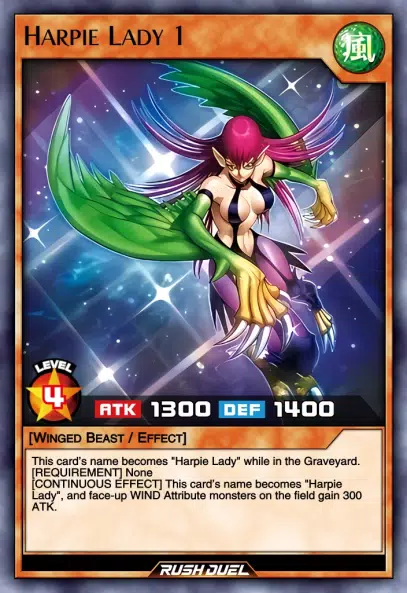 Harpie Lady 1
風
LEVEL
4
ATK 1300 DEF 1400
[Winged Beast / Effect]
This card's name becomes "Harpie Lady" while in the Graveyard.
[REQUIREMENT] None
[CONTINUOUS EFFECT] This card's name becomes "Harpie
Lady", and face-up WIND Attribute monsters on the field gain 300
ATK.
RUSH DUEL